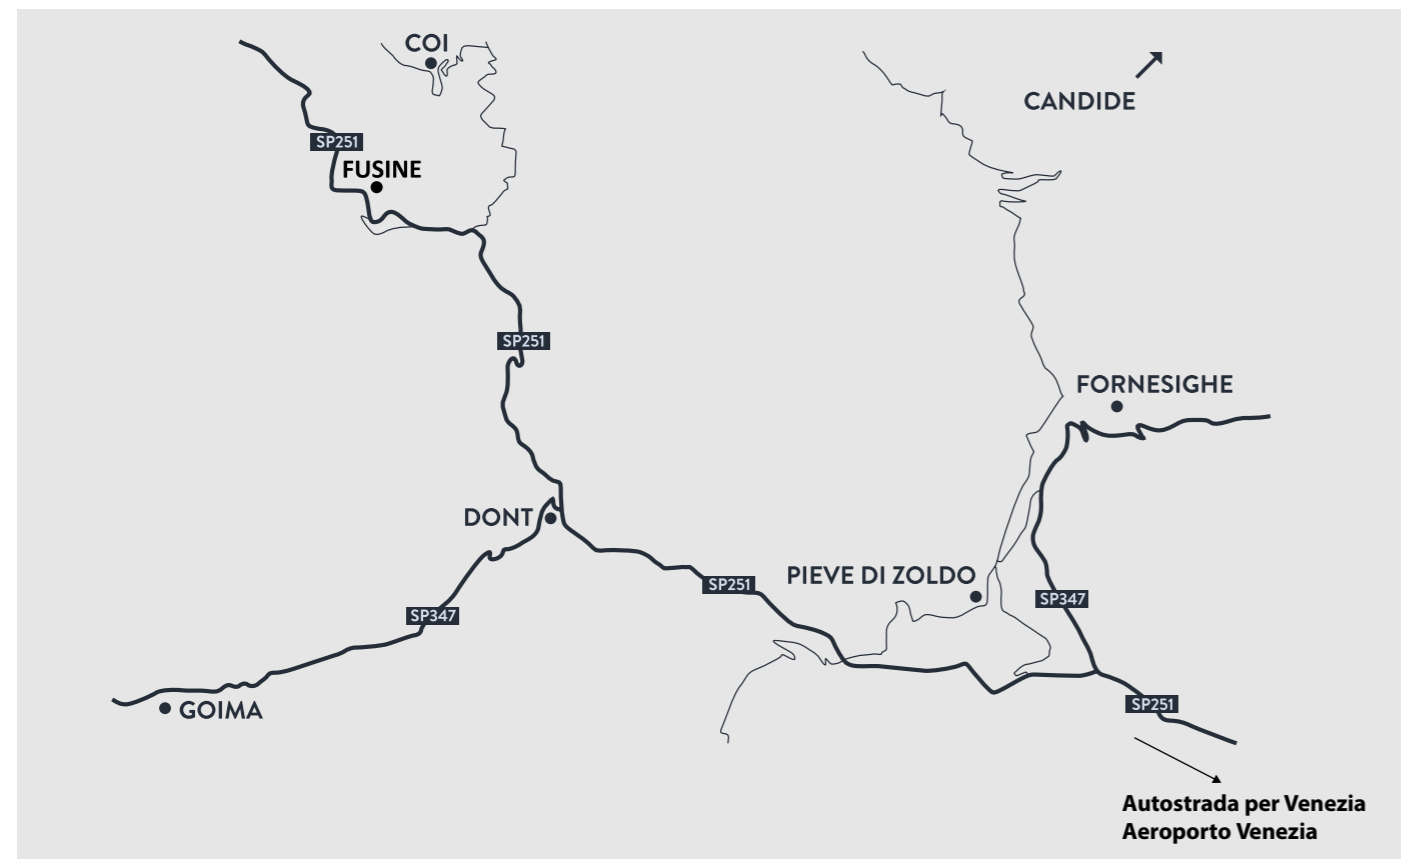 COI
CANDIDE
SP251
FUSINE
SP251
FORNESIGHE
DONT
PIEVE DI ZOLDO
SP251
SP347
SP347
GOIMA
SP251
Autostrada per Venezia
Aeroporto Venezia